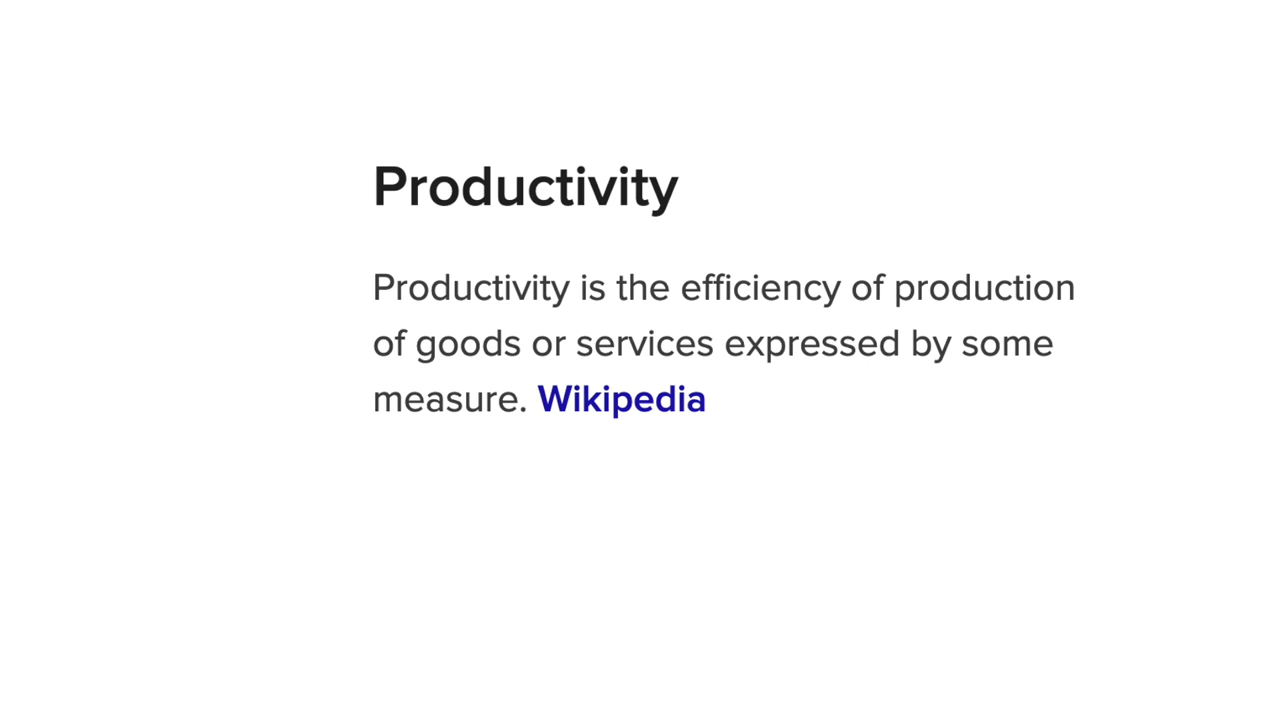 Productivity
Productivity is the efficiency of production
of goods or services expressed by some
measure. Wikipedia